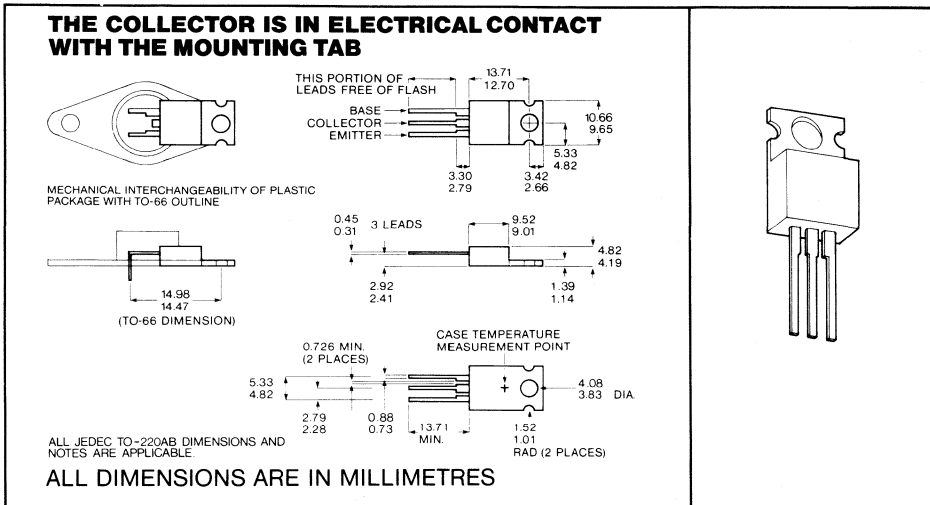 THE COLLECTOR IS IN ELECTRICAL CONTACT
WITH THE MOUNTING TAB
THIS PORTION OF
LEADS FREE OF FLASH
13.71
12.70
BASE
COLLECTOR
EMITTER
10.66
9.65
5.33
4.82
3.30
2.79
3.42
2.66
MECHANICAL INTERCHANGEABILITY OF PLASTIC
PACKAGE WITH TO-66 OUTLINE
0.45
0.31
3 LEADS
9.52
9.01
4.82
4.19
2.92
2.41
1.39
1.14
14.98
14.47
(TO-66 DIMENSION)
0.726 MIN.
(2 PLACES)
CASE TEMPERATURE
MEASUREMENT POINT
5.33
4.82
4.08
3.83 DIA.
2.79
2.28
0.88
0.73
13.71
MIN.
1.52
1.01
RAD (2 PLACES)
ALL JEDEC TO-220AB DIMENSIONS AND
NOTES ARE APPLICABLE.
ALL DIMENSIONS ARE IN MILLIMETRES